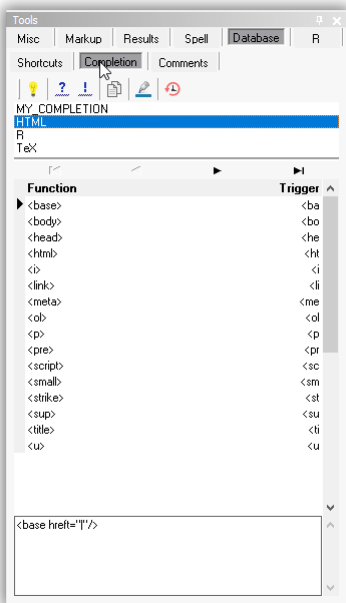 Tools
Misc Markup Results Spell Database R
Shortcuts Completion Comments
MY_COMPLETION
HTML
R
TeX
Function Trigger
<base> <ba
<body> <bo
<head> <he
<html> <ht
<i> <i
<link> <li
<meta> <me
<ol> <ol
<p> <p
<pre> <pr
<script> <sc
<small> <sm
<strike> <st
<sup> <su
<title> <ti
<u> <u
<base hreft="|"/>